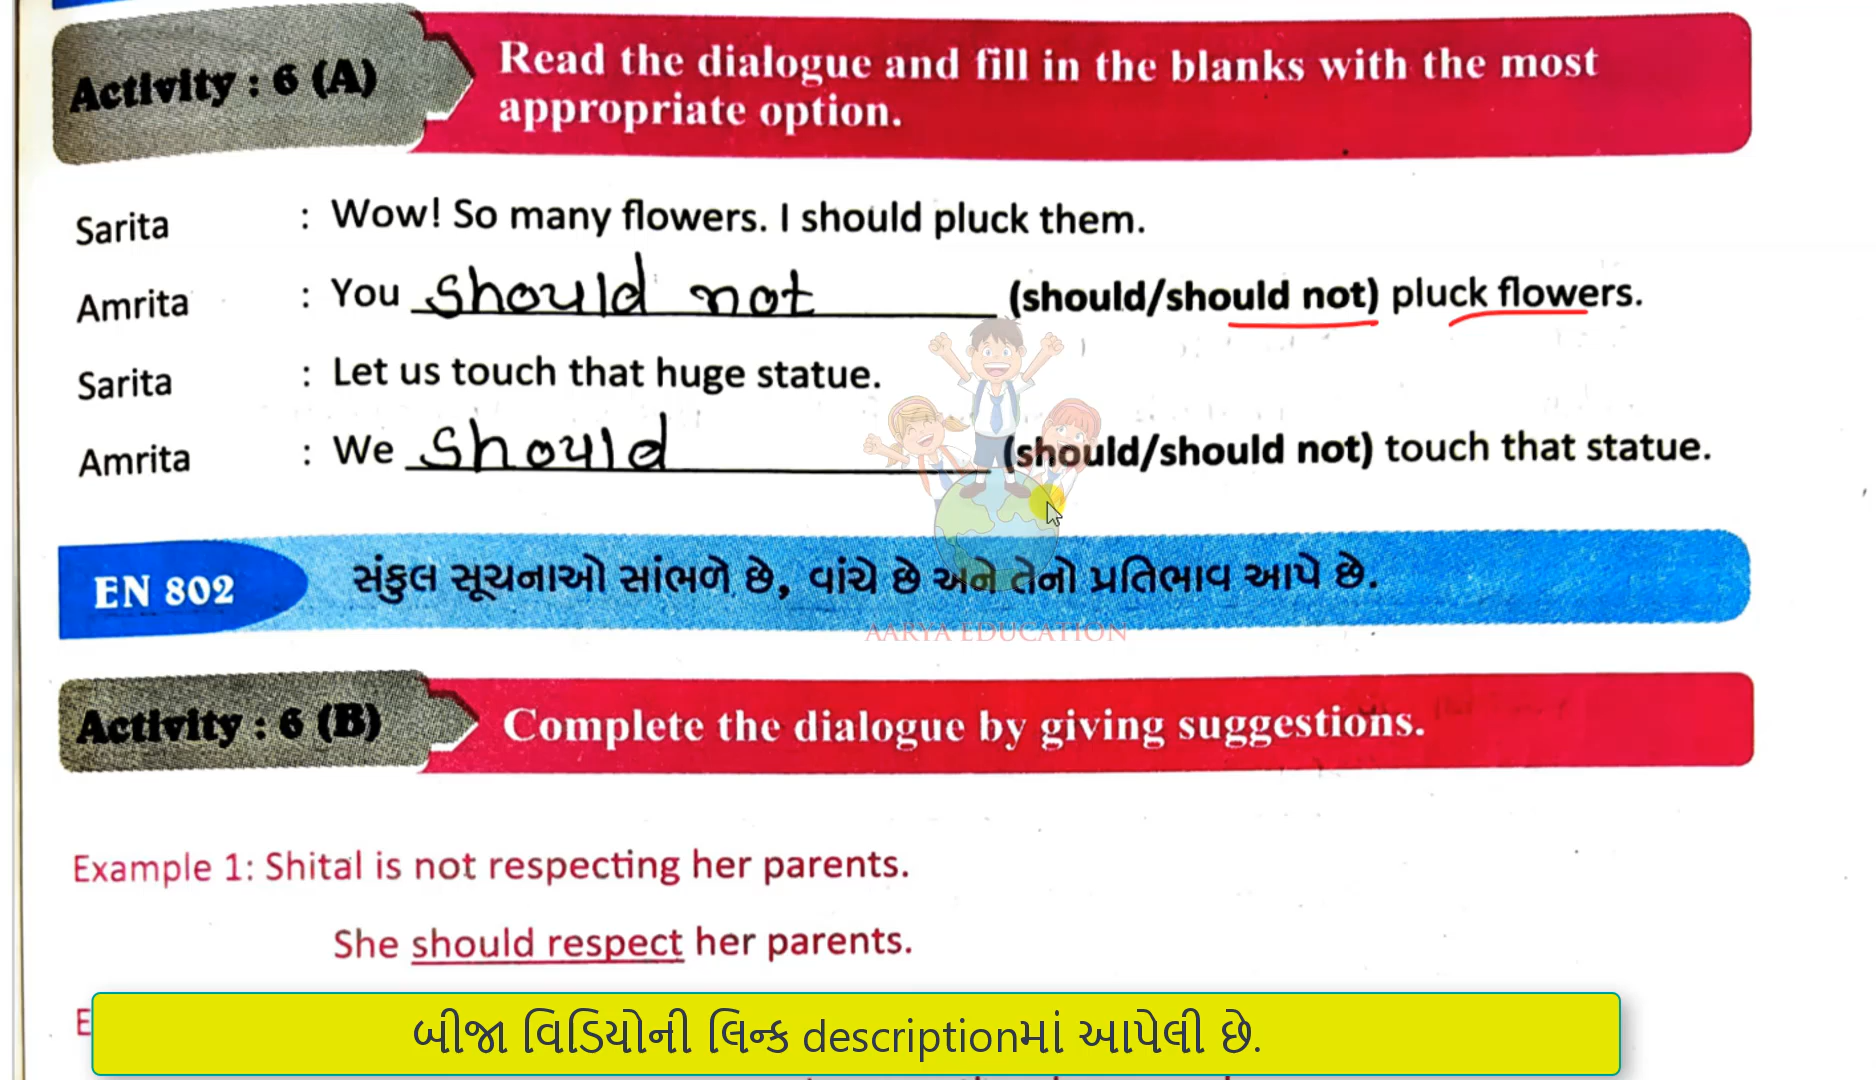 Activity : 6 (A)
Read the dialogue and fill in the blanks with the most
appropriate option.
Sarita : Wow! So many flowers. I should pluck them.
Amrita : You should not (should/should not) pluck flowers.
Sarita : Let us touch that huge statue.
Amrita : We should (should/should not) touch that statue.
EN 802 સંકુલ સૂચનાઓ સાંભળે છે, વાંચે છે અને તેનો પ્રતિભાવ આપે છે.
AARYA EDUCATION
Activity : 6 (B) Complete the dialogue by giving suggestions.
Example 1: Shital is not respecting her parents.
She should respect her parents.
E
બીજા વિડિયોની લિન્ક descriptionમાં આપેલી છે.